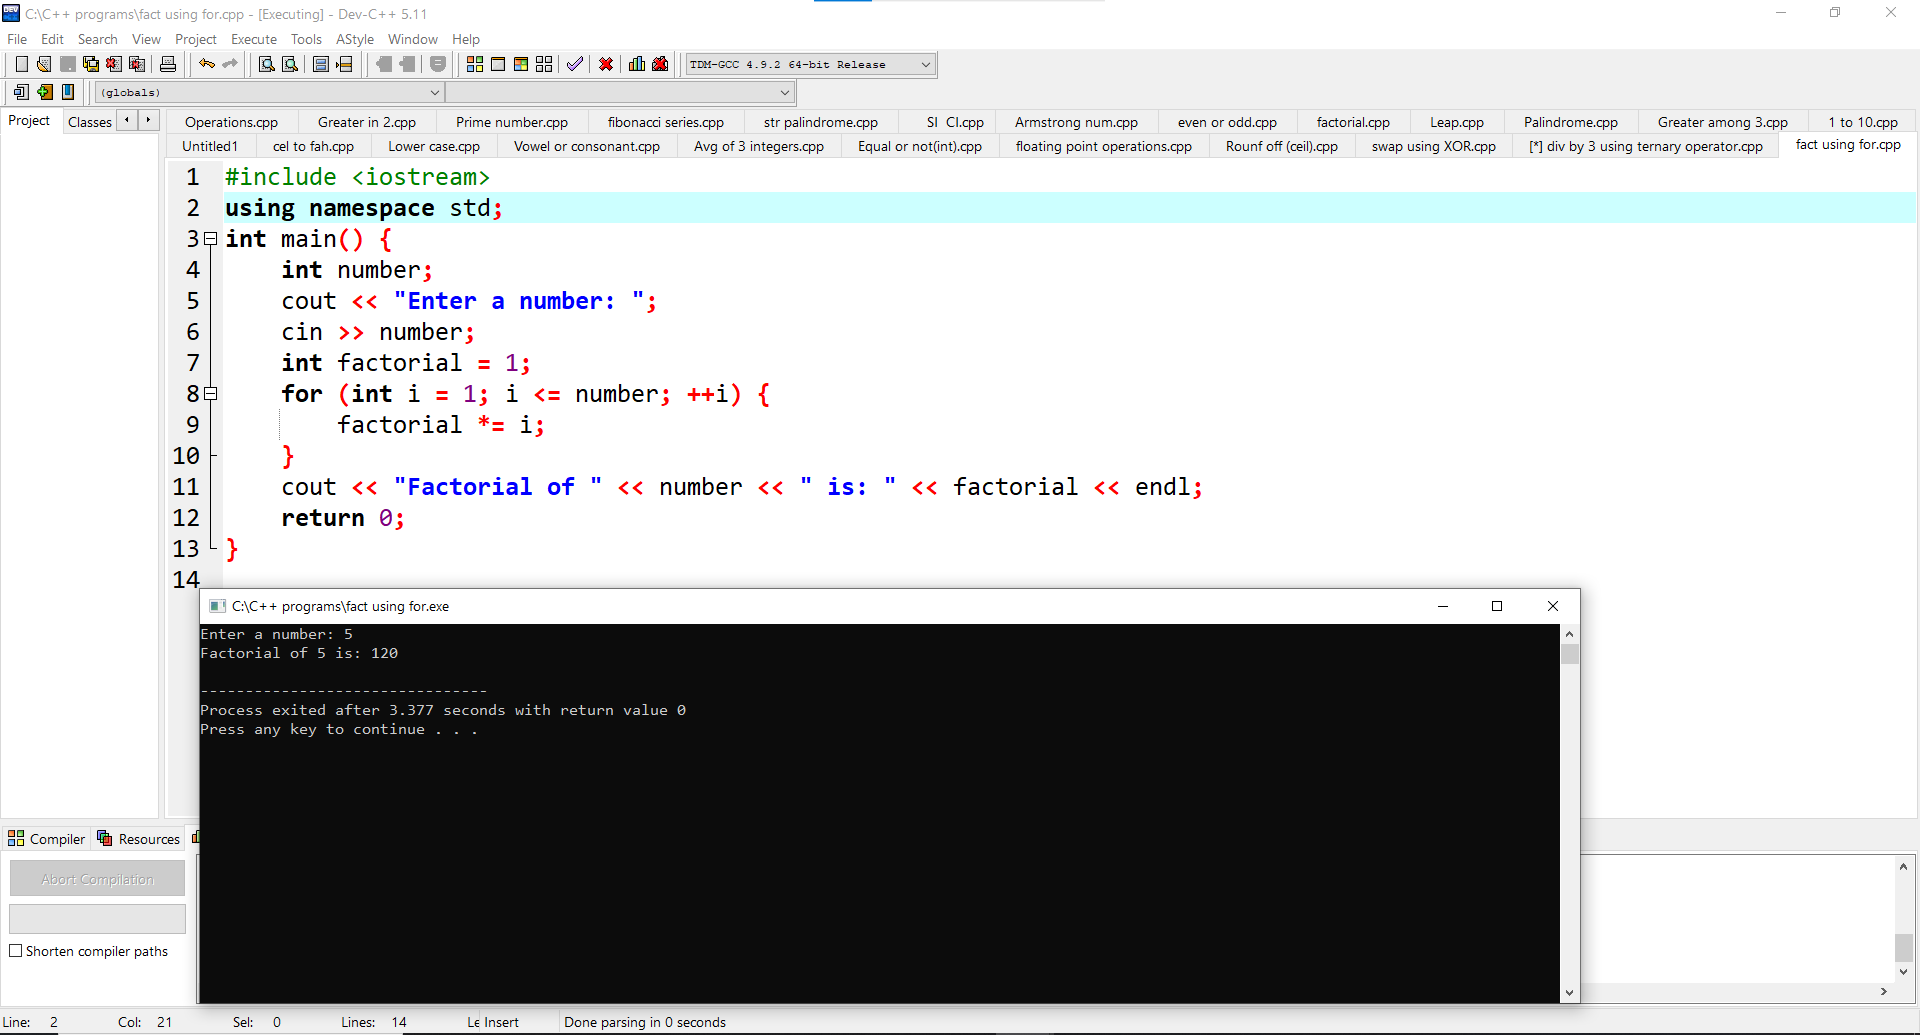 C:\C++ programs\fact using for.cpp - [Executing] - Dev-C++ 5.11
File Edit Search View Project Execute Tools AStyle Window Help
TDM-GCC 4.9.2 64-bit Release
(globals)
Project Classes
Operations.cpp Greater in 2.cpp Prime number.cpp fibonacci series.cpp str palindrome.cpp SI CI.cpp Armstrong num.cpp even or odd.cpp factorial.cpp Leap.cpp Palindrome.cpp Greater among 3.cpp 1 to 10.cpp
Untitled1 cel to fah.cpp Lower case.cpp Vowel or consonant.cpp Avg of 3 integers.cpp Equal or not(int).cpp floating point operations.cpp Rounf off (ceil).cpp swap using XOR.cpp [*] div by 3 using ternary operator.cpp fact using for.cpp
1 #include <iostream>
2 using namespace std;
3 int main() {
4 int number;
5 cout << "Enter a number: ";
6 cin >> number;
7 int factorial = 1;
8 for (int i = 1; i <= number; ++i) {
9 factorial *= i;
10 }
11 cout << "Factorial of " << number << " is: " << factorial << endl;
12 return 0;
13 }
14
C:\C++ programs\fact using for.exe
Enter a number: 5
Factorial of 5 is: 120
--------------------------------
Process exited after 3.377 seconds with return value 0
Press any key to continue . . .
Compiler Resources
Abort Compilation
Shorten compiler paths
Line: 2 Col: 21 Sel: 0 Lines: 14 Le Insert Done parsing in 0 seconds